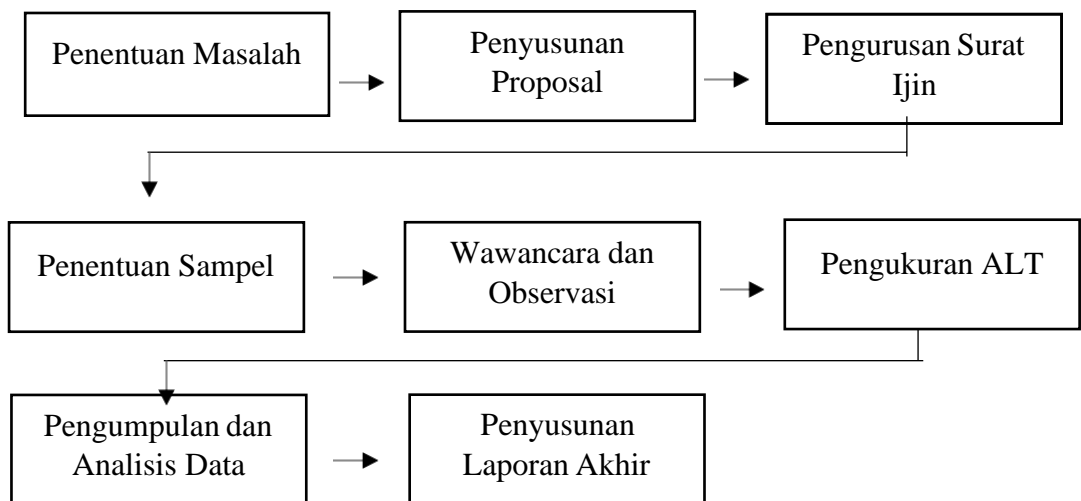 Penentuan Masalah
Penyusunan
Proposal
Pengurusan Surat
Ijin
Penentuan Sampel
Wawancara dan
Observasi
Pengukuran ALT
Pengumpulan dan
Analisis Data
Penyusunan
Laporan Akhir